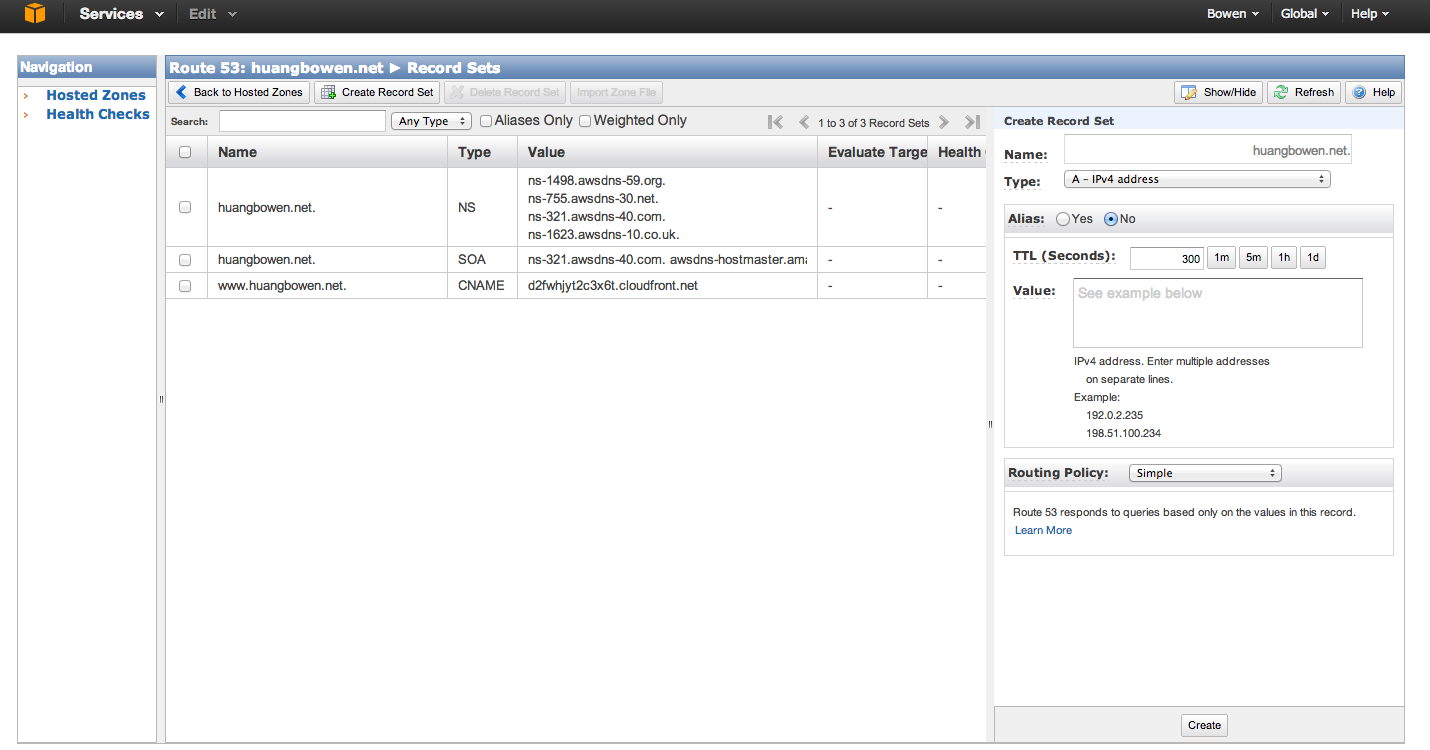 Services Edit Bowen Global Help
Navigation
Hosted Zones
Health Checks
Route 53: huangbowen.net ► Record Sets
Back to Hosted Zones Create Record Set Delete Record Set Import Zone File Show/Hide Refresh Help
Search: Any Type Aliases Only Weighted Only 1 to 3 of 3 Record Sets
Name Type Value Evaluate Targe Health
huangbowen.net. NS ns-1498.awsdns-59.org. - -
ns-755.awsdns-30.net.
ns-321.awsdns-40.com.
ns-1623.awsdns-10.co.uk.
huangbowen.net. SOA ns-321.awsdns-40.com. awsdns-hostmaster.ama - -
www.huangbowen.net. CNAME d2fwhjyt2c3x6t.cloudfront.net - -
Create Record Set
Name: huangbowen.net.
Type: A – IPv4 address
Alias: Yes No
TTL (Seconds): 300 1m 5m 1h 1d
Value: See example below
IPv4 address. Enter multiple addresses
on separate lines.
Example:
192.0.2.235
198.51.100.234
Routing Policy: Simple
Route 53 responds to queries based only on the values in this record.
Learn More
Create